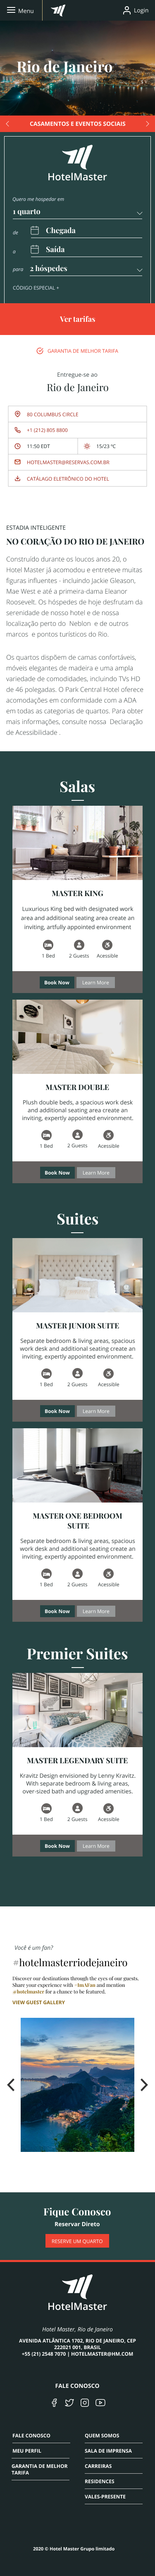 Menu
Login
Rio de Janeiro
CASAMENTOS E EVENTOS SOCIAIS
HotelMaster
Quero me hospedar em
1 quarto
de
Chegada
a
Saída
para
2 hóspedes
CÓDIGO ESPECIAL +
Ver tarifas
GARANTIA DE MELHOR TARIFA
Entregue-se ao
Rio de Janeiro
80 COLUMBUS CIRCLE
+1 (212) 805 8800
11:50 EDT
15/23 ºC
HOTELMASTER@RESERVAS.COM.BR
CATÁLAGO ELETRÔNICO DO HOTEL
ESTADIA INTELIGENTE
NO CORAÇÃO DO RIO DE JANEIRO
Construído durante os loucos anos 20, o
Hotel Master já acomodou e entreteve muitas
figuras influentes - incluindo Jackie Gleason,
Mae West e até a primeira-dama Eleanor
Roosevelt. Os hóspedes de hoje desfrutam da
serenidade e do conforto, localização
relaxante perto do Neblon e de outros
marcos e pontos turísticos do Rio.
Os quartos dispõem de camas confortáveis,
móveis elegantes de madeira e uma ampla
variedade de comodidades, incluindo TVs HD
de 46 polegadas. O Park Central Hotel oferece
acomodações em conformidade com a ADA
em todas as categorias de quartos. Para obter
mais informações, consulte nossa Declaração
de Acessibilidade .
Salas
MASTER KING
Luxurious King bed with designated work
area and additional seating area create an
inviting, artfully appointed environment
1 Bed
2 Guests
Acessible
Book Now
Learn More
MASTER DOUBLE
Plush double beds, a spacious work desk
and additional seating area create an
inviting, expertly appointed environment.
1 Bed
2 Guests
Acessible
Book Now
Learn More
Suites
MASTER JUNIOR SUITE
Separate bedroom & living areas, spacious
work desk and additional seating create an
inviting, expertly appointed environment.
1 Bed
2 Guests
Acessible
Book Now
Learn More
MASTER ONE BEDROOM
SUITE
Separate bedroom & living areas, spacious
work desk and additional seating create an
inviting, expertly appointed environment.
1 Bed
2 Guests
Acessible
Book Now
Learn More
Premier Suites
MASTER LEGENDARY SUITE
Kravitz Design envisioned by Lenny Kravitz.
With separate bedroom & living areas,
over-sized bath and upgraded amenities.
1 Bed
2 Guests
Acessible
Book Now
Learn More
Você é um fan?
#hotelmasterriodejaneiro
Discover our destinations through the eyes of our guests.
Share your experience with #ImAFan and mention
@hotelmaster for a chance to be featured.
VIEW GUEST GALLERY
Fique Conosco
Reservar Direto
RESERVE UM QUARTO
HotelMaster
Hotel Master, Rio de Janeiro
AVENIDA ATLÂNTICA 1702, RIO DE JANEIRO, CEP
222021 001, BRASIL
+55 (21) 2548 7070 | HOTELMASTER@HM.COM
FALE CONOSCO
FALE CONOSCO
QUEM SOMOS
MEU PERFIL
SALA DE IMPRENSA
GARANTIA DE MELHOR
TARIFA
CARREIRAS
RESIDENCES
VALES-PRESENTE
2020 © Hotel Master Grupo llmitado